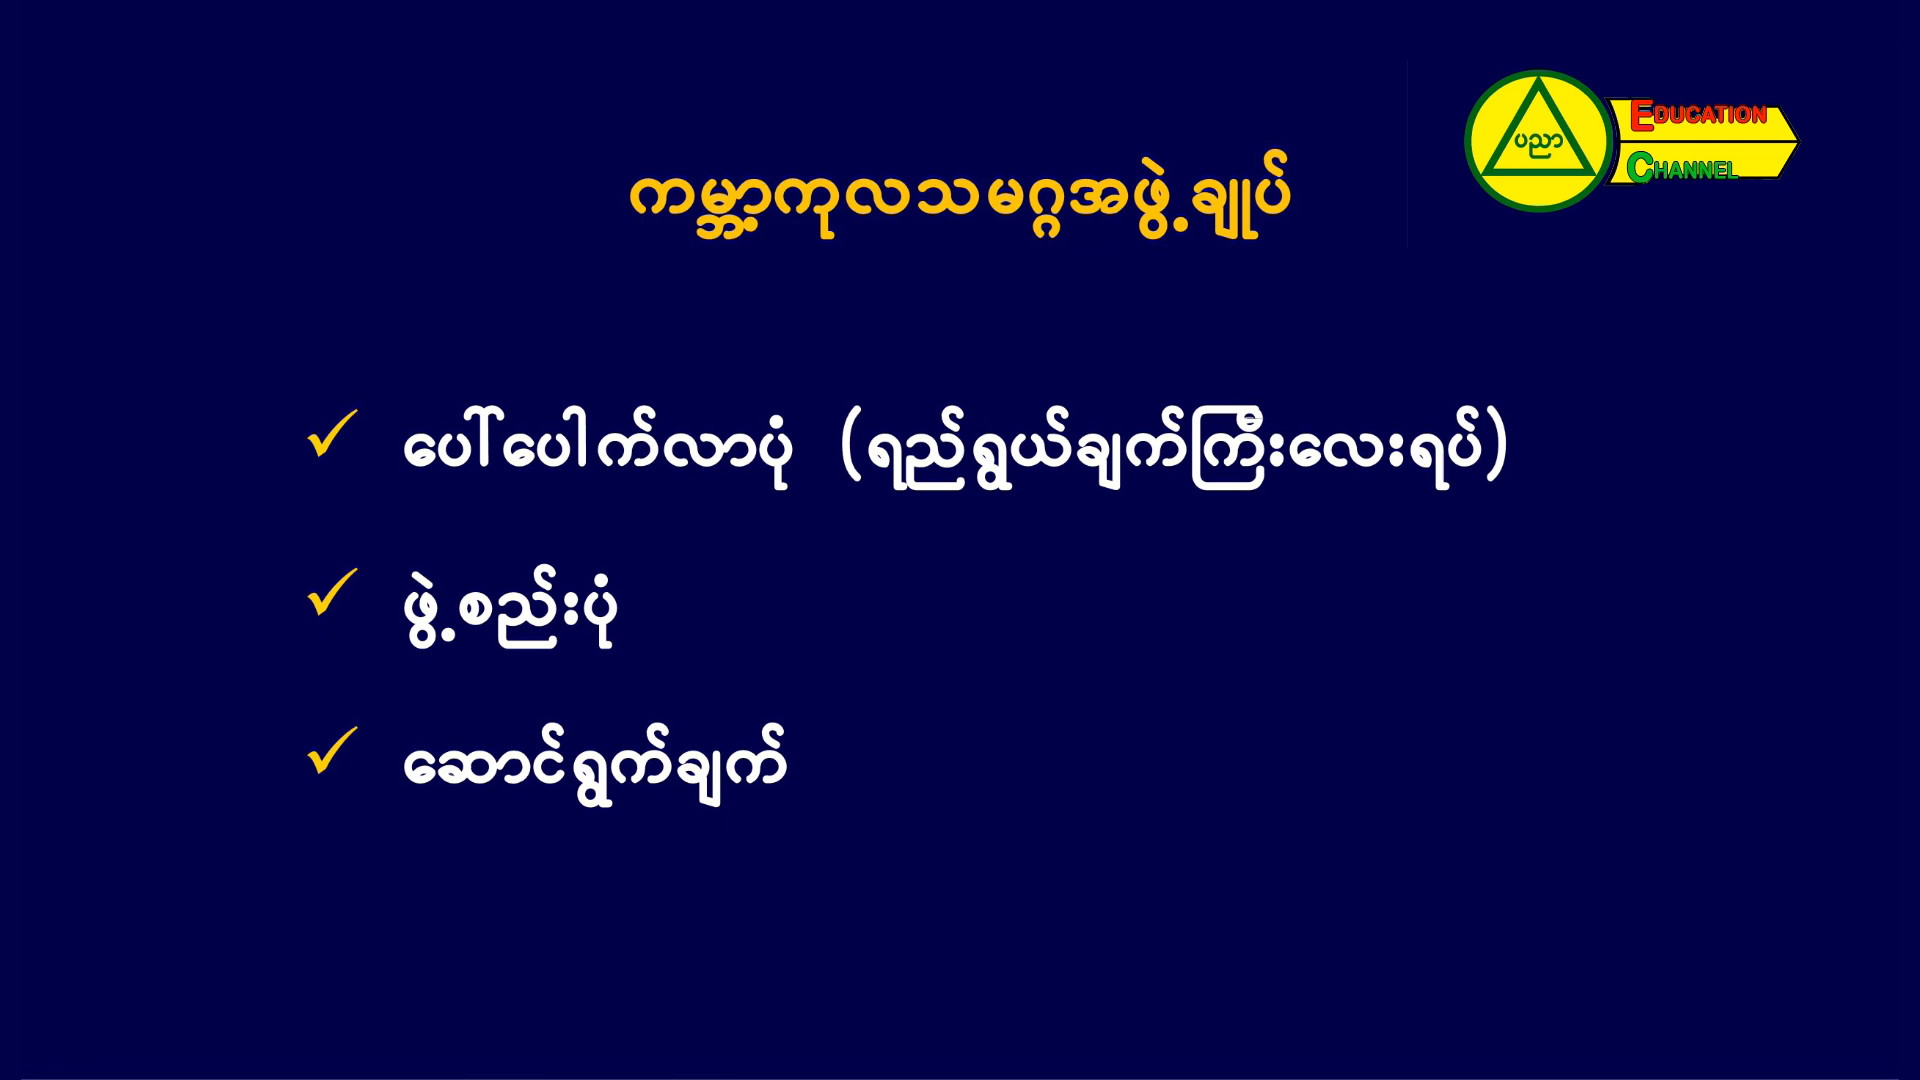 ပညာ
EDUCATION
CHANNEL
ကမ္ဘာ့ကုလသမဂ္ဂအဖွဲ့ချုပ်
ပေါ်ပေါက်လာပုံ (ရည်ရွယ်ချက်ကြီးလေးရပ်)
ဖွဲ့စည်းပုံ
ဆောင်ရွက်ချက်